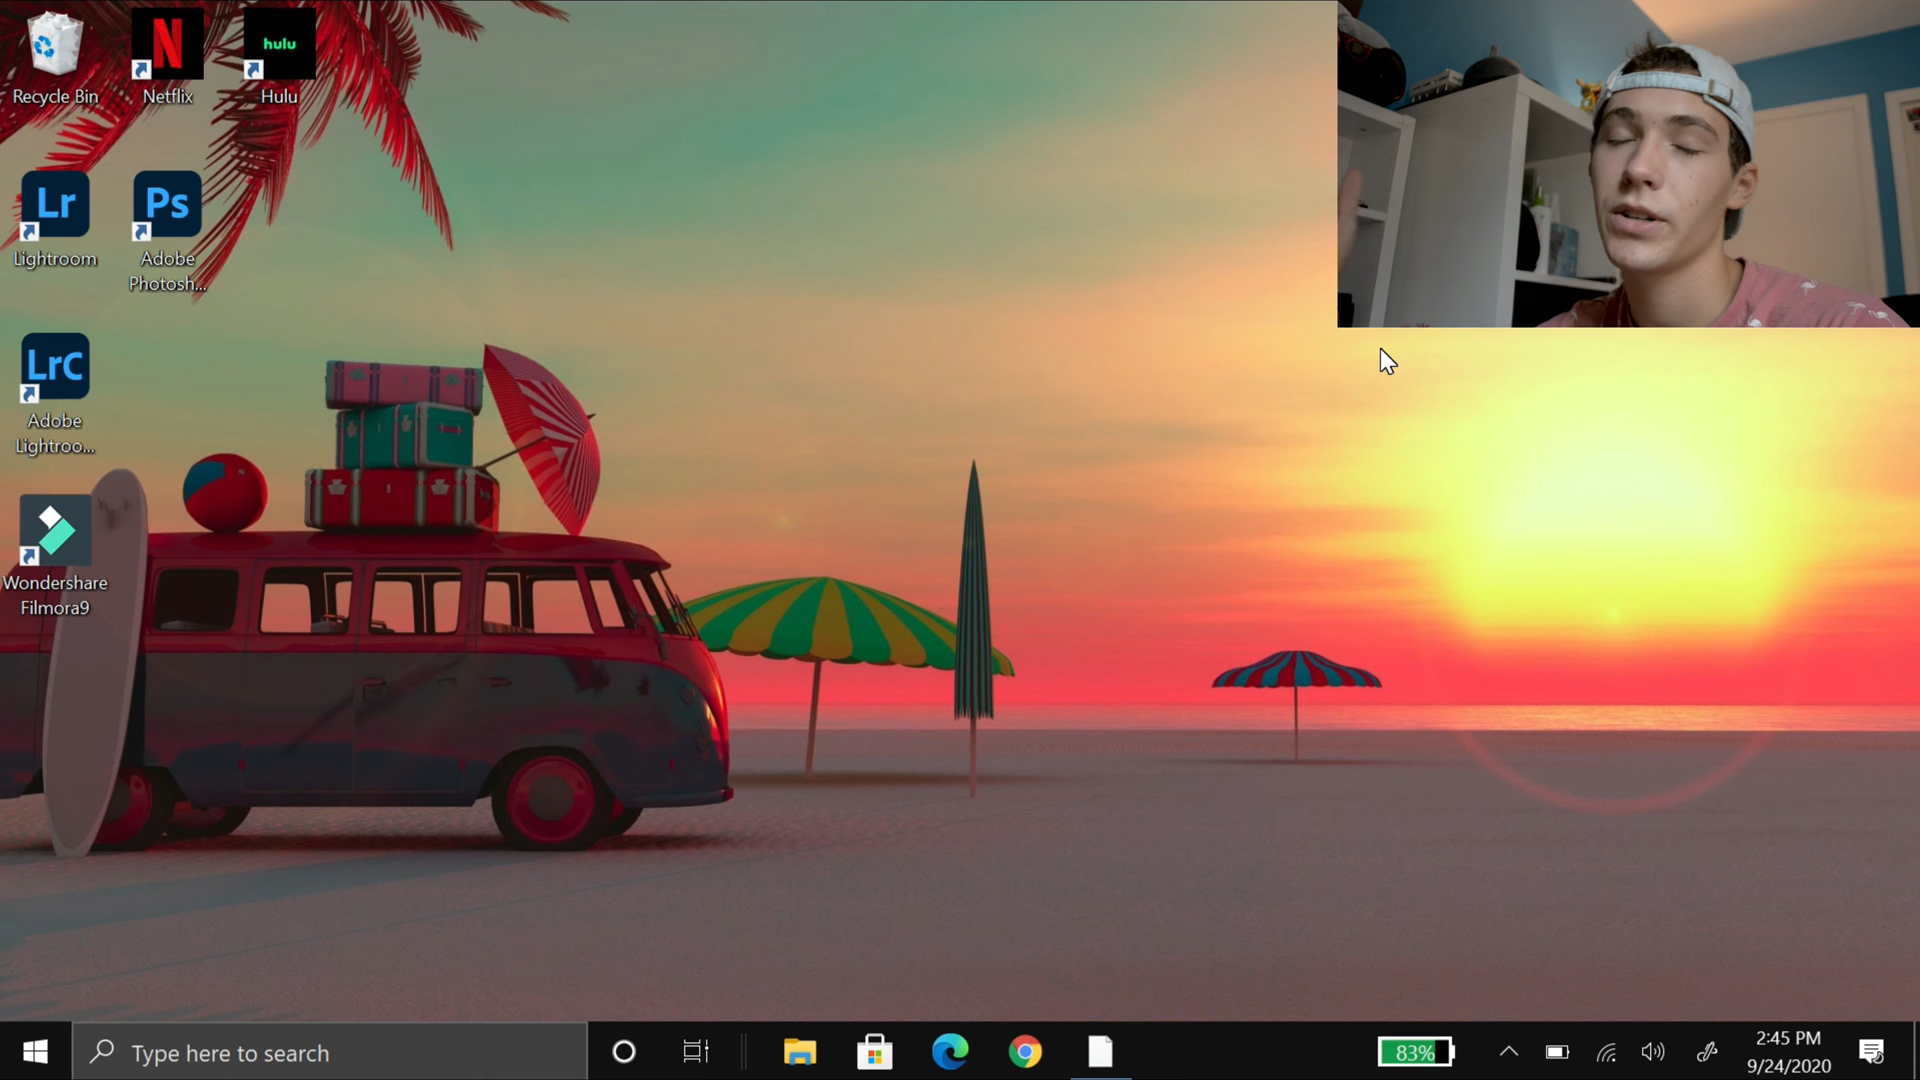 N
hulu
Recycle Bin
Netflix
Hulu
Lr
Ps
Lightroom
Adobe
Photosh...
LrC
Adobe
Lightroo...
Wondershare
Filmora9
Type here to search
83%
2:45 PM
9/24/2020